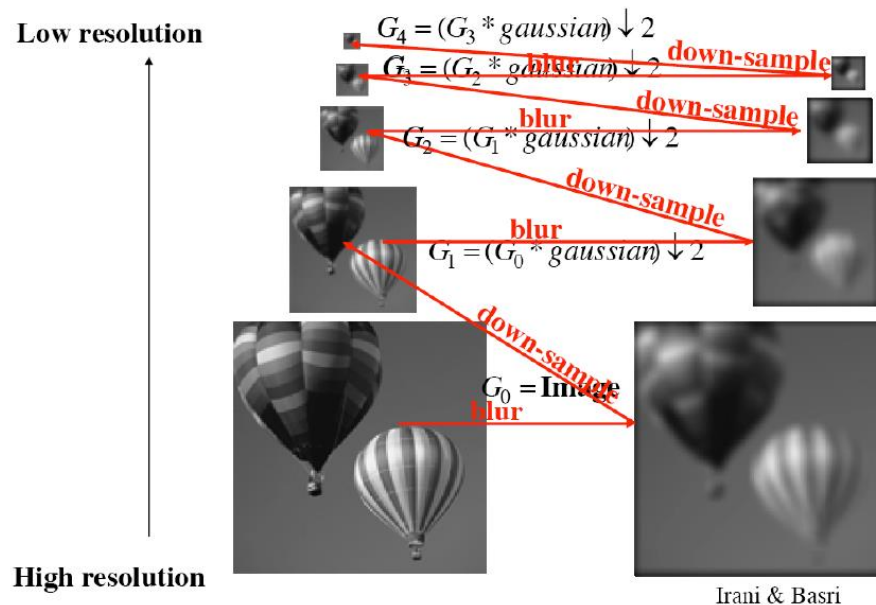 Low resolution
G₄ = (G₃ * gaussian) ↓ 2
down-sample
G₃ = (G₂ * gaussian) ↓ 2
blur
down-sample
blur
G₂ = (G₁ * gaussian) ↓ 2
down-sample
blur
G₁ = (G₀ * gaussian) ↓ 2
down-sample
G₀ = Image
blur
High resolution
Irani & Basri